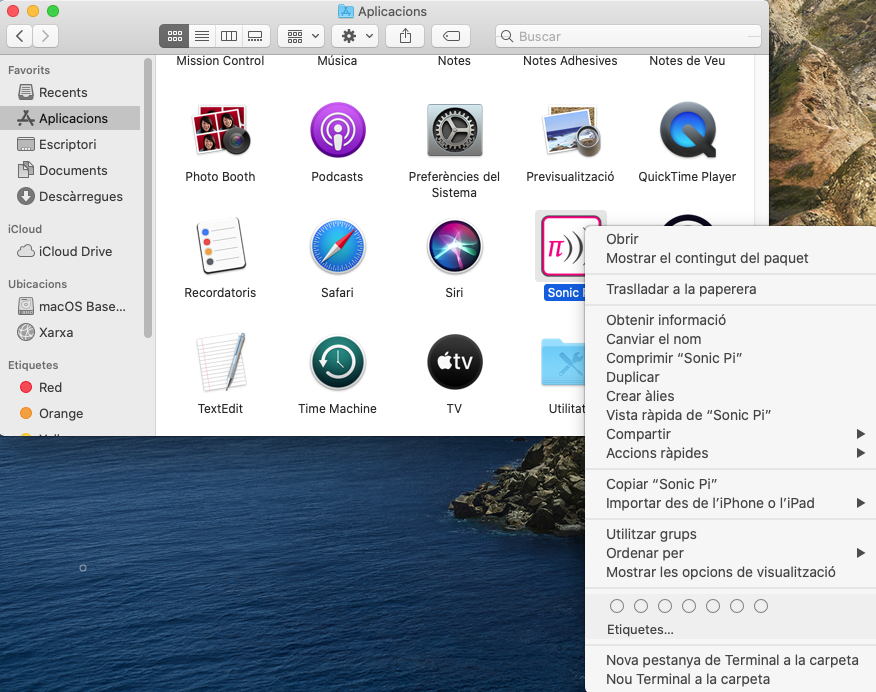 Aplicacions
Buscar
Favorits
Recents
Aplicacions
Escriptori
Documents
Descàrregues
iCloud
iCloud Drive
Ubicacions
macOS Base...
Xarxa
Etiquetes
Red
Orange
Mission Control
Música
Notes
Notes Adhesives
Notes de Veu
Photo Booth
Podcasts
Preferències del
Sistema
Previsualització
QuickTime Player
Recordatoris
Safari
Siri
Sonic
TextEdit
Time Machine
tv
TV
Obrir
Mostrar el contingut del paquet
Traslladar a la paperera
Obtenir informació
Canviar el nom
Comprimir “Sonic Pi”
Duplicar
Crear àlies
Vista ràpida de “Sonic Pi”
Compartir
Accions ràpides
Copiar “Sonic Pi”
Importar des de l’iPhone o l’iPad
Utilitzar grups
Ordenar per
Mostrar les opcions de visualització
Etiquetes...
Nova pestanya de Terminal a la carpeta
Nou Terminal a la carpeta